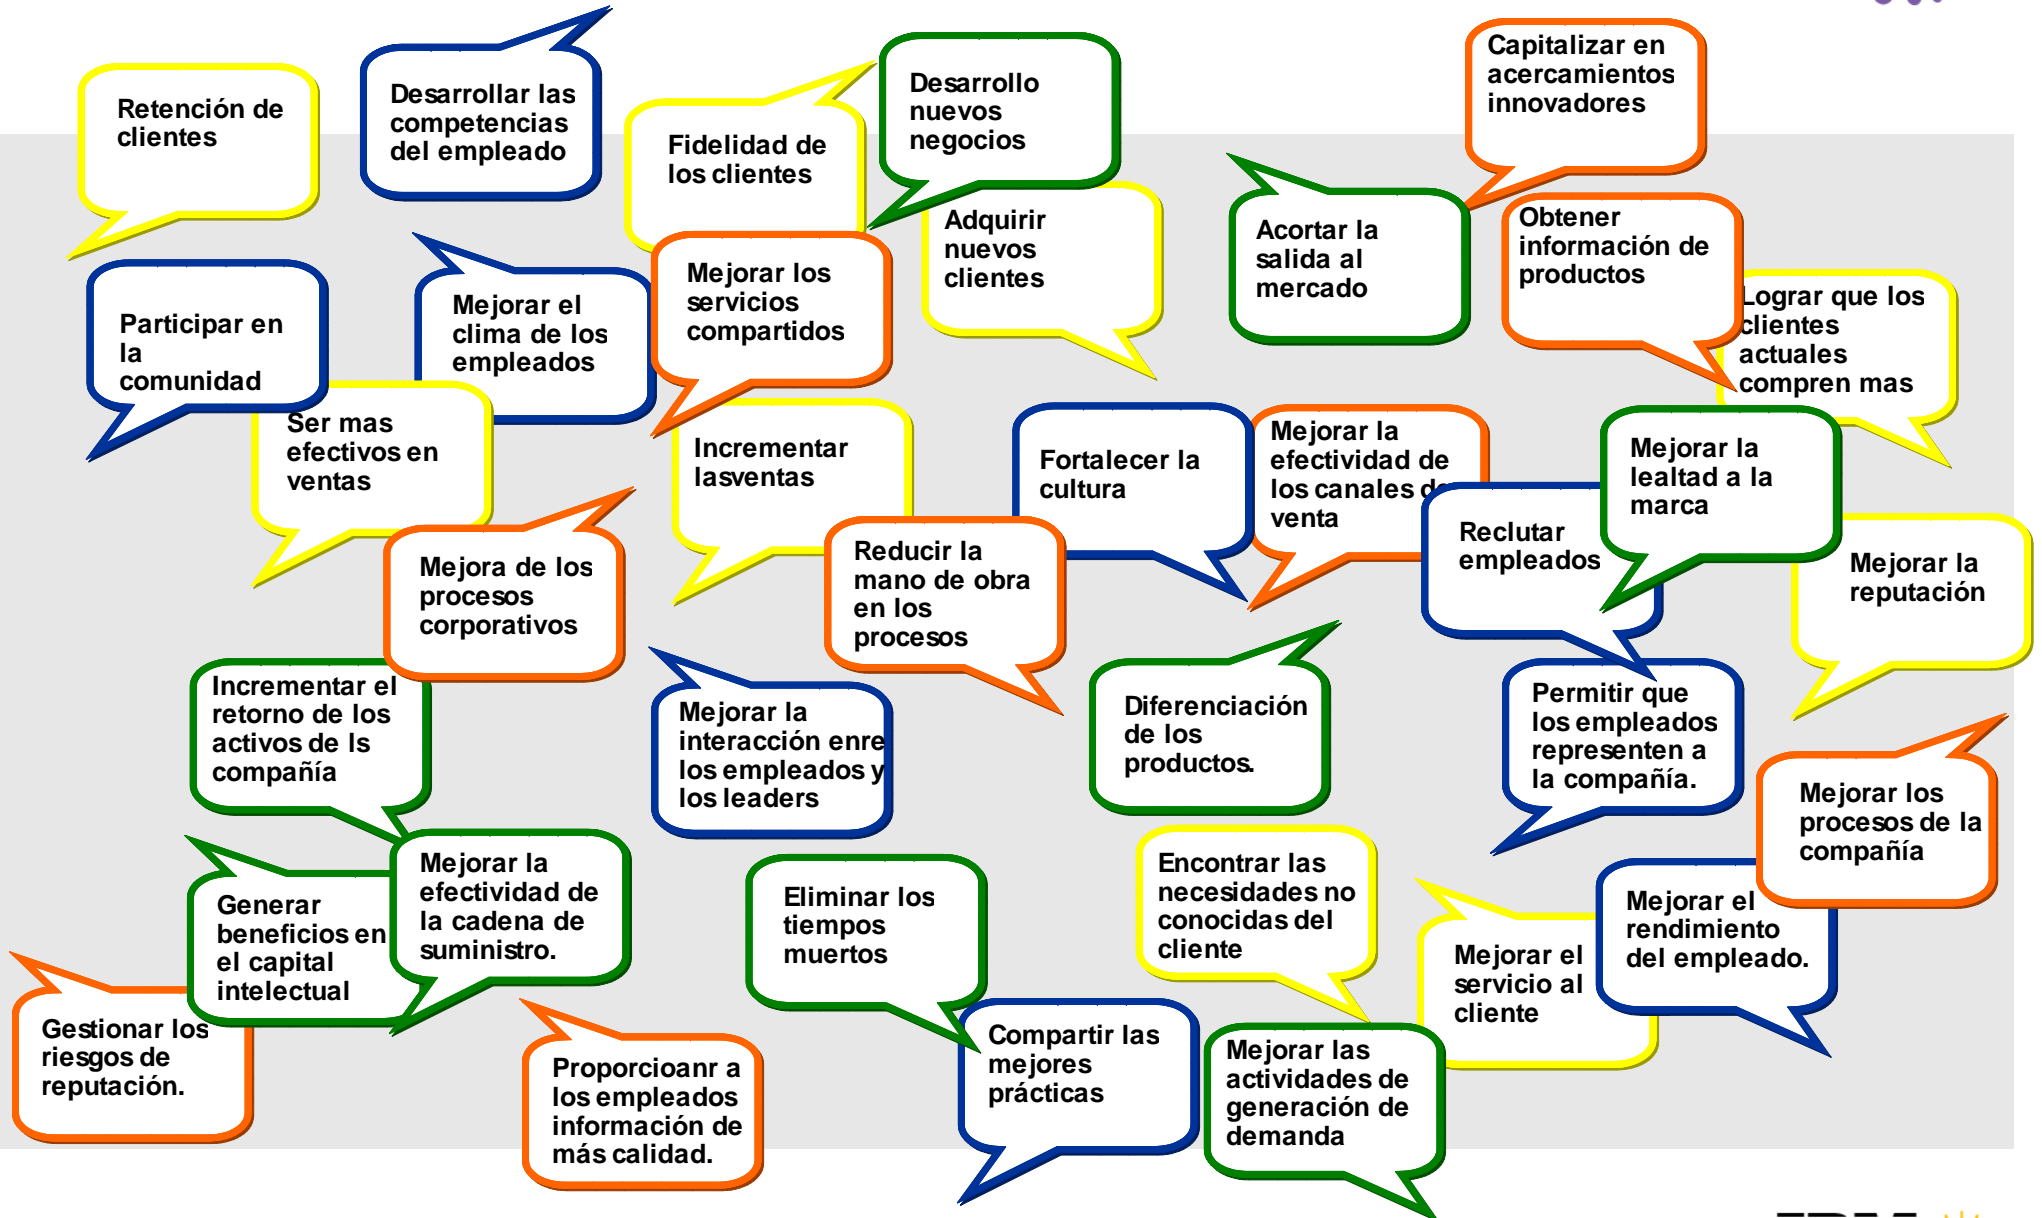 Retención de
clientes
Desarrollar las
competencias
del empleado
Fidelidad de
los clientes
Desarrollo
nuevos
negocios
Capitalizar en
acercamientos
innovadores
Adquirir
nuevos
clientes
Acortar la
salida al
mercado
Obtener
información de
productos
Lograr que los
clientes
actuales
compren mas
Participar en
la
comunidad
Mejorar el
clima de los
empleados
Mejorar los
servicios
compartidos
Ser mas
efectivos en
ventas
Incrementar
lasventas
Fortalecer la
cultura
Mejorar la
efectividad de
los canales de
venta
Reclutar
empleados
Mejorar la
lealtad a la
marca
Mejorar la
reputación
Mejora de los
procesos
corporativos
Reducir la
mano de obra
en los
procesos
Incrementar el
retorno de los
activos de ls
compañía
Mejorar la
interacción enre
los empleados y
los leaders
Diferenciación
de los
productos.
Permitir que
los empleados
representen a
la compañía.
Mejorar los
procesos de la
compañía
Generar
beneficios en
el capital
intelectual
Mejorar la
efectividad de
la cadena de
suministro.
Eliminar los
tiempos
muertos
Encontrar las
necesidades no
conocidas del
cliente
Mejorar el
servicio al
cliente
Mejorar el
rendimiento
del empleado.
Gestionar los
riesgos de
reputación.
Proporcioanr a
los empleados
información de
más calidad.
Compartir las
mejores
prácticas
Mejorar las
actividades de
generación de
demanda